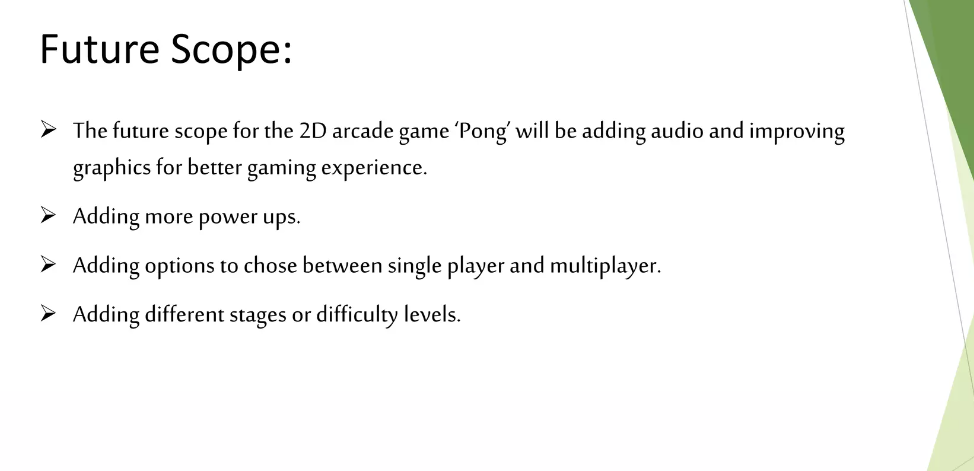 Future Scope:
➢ The future scope for the 2D arcade game ‘Pong’ will be adding audio and improving
graphics for better gaming experience.
➢ Adding more power ups.
➢ Adding options to chose between single player and multiplayer.
➢ Adding different stages or difficulty levels.